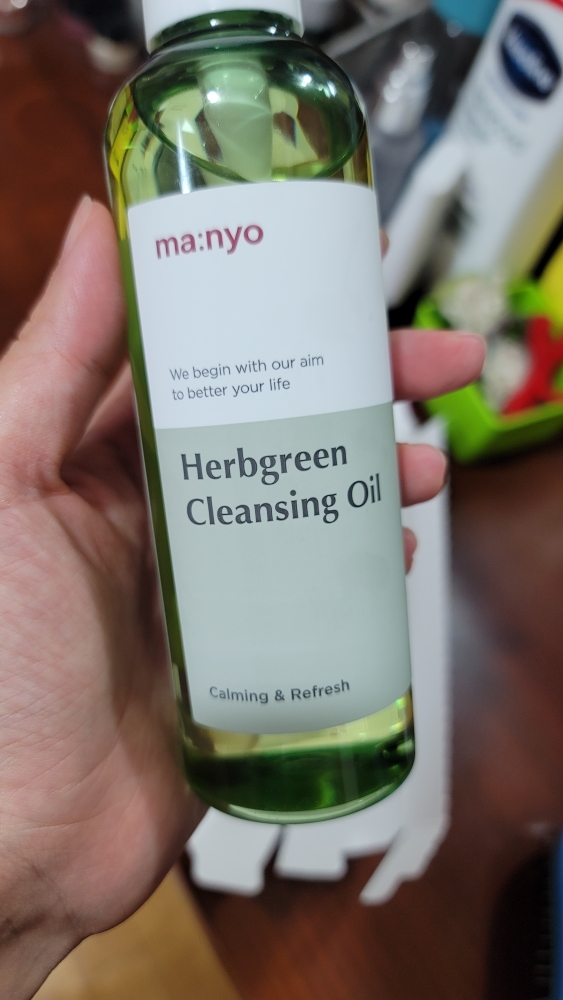 ma:nyo
We begin with our aim
to better your life
Herbgreen
Cleansing Oil
Calming & Refresh